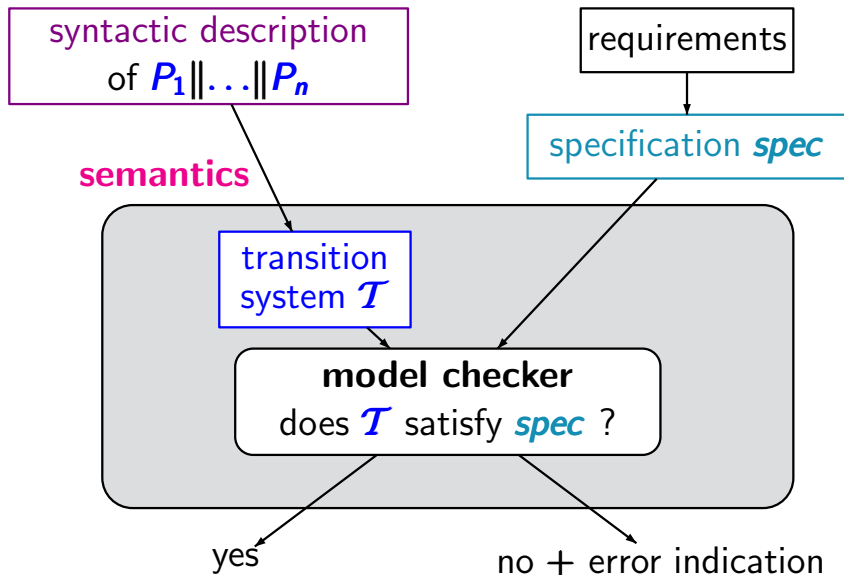 syntactic description
of P₁‖...‖Pₙ
requirements
specification spec
semantics
transition
system 𝒯
model checker
does 𝒯 satisfy spec ?
yes
no + error indication